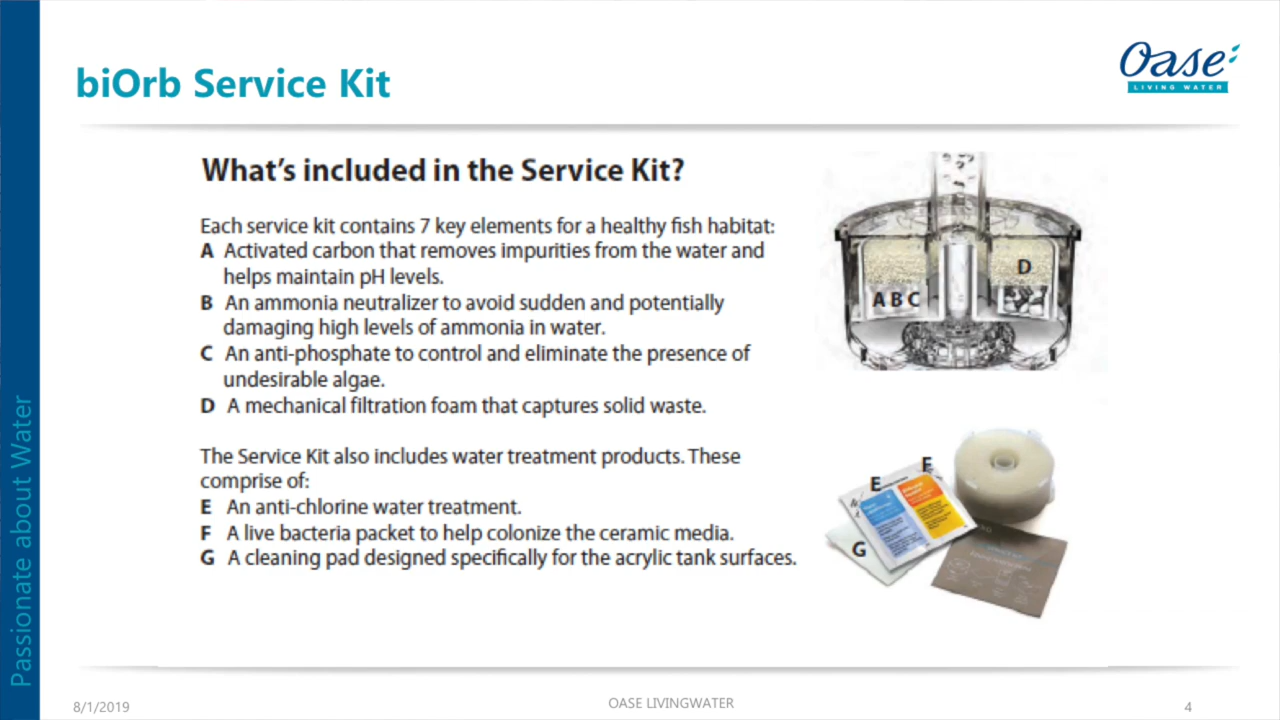 biOrb Service Kit
Oase
LIVING WATER
What's included in the Service Kit?
Each service kit contains 7 key elements for a healthy fish habitat:
A Activated carbon that removes impurities from the water and
helps maintain pH levels.
B An ammonia neutralizer to avoid sudden and potentially
damaging high levels of ammonia in water.
C An anti-phosphate to control and eliminate the presence of
undesirable algae.
D A mechanical filtration foam that captures solid waste.
The Service Kit also includes water treatment products. These
comprise of:
E An anti-chlorine water treatment.
F A live bacteria packet to help colonize the ceramic media.
G A cleaning pad designed specifically for the acrylic tank surfaces.
D
A B C
F
E
G
Passionate about Water
8/1/2019
OASE LIVINGWATER
4